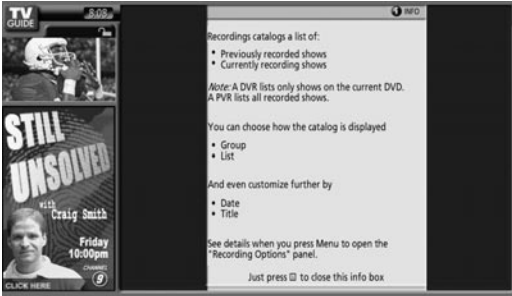 TV
GUIDE
8:09
INFO
Recordings catalogs a list of:
• Previously recorded shows
• Currently recording shows
Note: A DVR lists only shows on the current DVD.
A PVR lists all recorded shows.
You can choose how the catalog is displayed
• Group
• List
And even customize further by
• Date
• Title
See details when you press Menu to open the
"Recording Options" panel.
Just press to close this info box
STILL
UNSOLVED
with
Craig Smith
Friday
10:00pm
CHANNEL
9
CLICK HERE